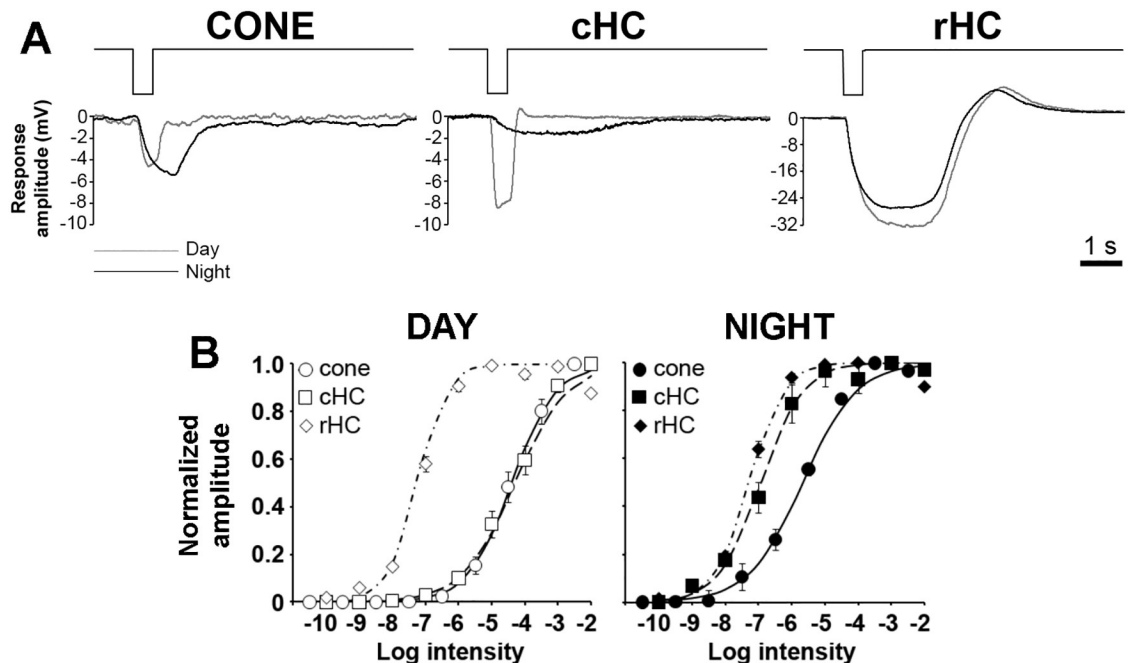 A
CONE
cHC
rHC
Response
amplitude (mV)
0
-2
-4
-6
-8
-10
0
-2
-4
-6
-8
-10
0
-16
-24
-32
Day
Night
1 s
B
DAY
NIGHT
Normalized
amplitude
1.0
0.8
0.6
0.4
0.2
0
cone
cHC
rHC
cone
cHC
rHC
-10 -9 -8 -7 -6 -5 -4 -3 -2
-10 -9 -8 -7 -6 -5 -4 -3 -2
Log intensity
Log intensity